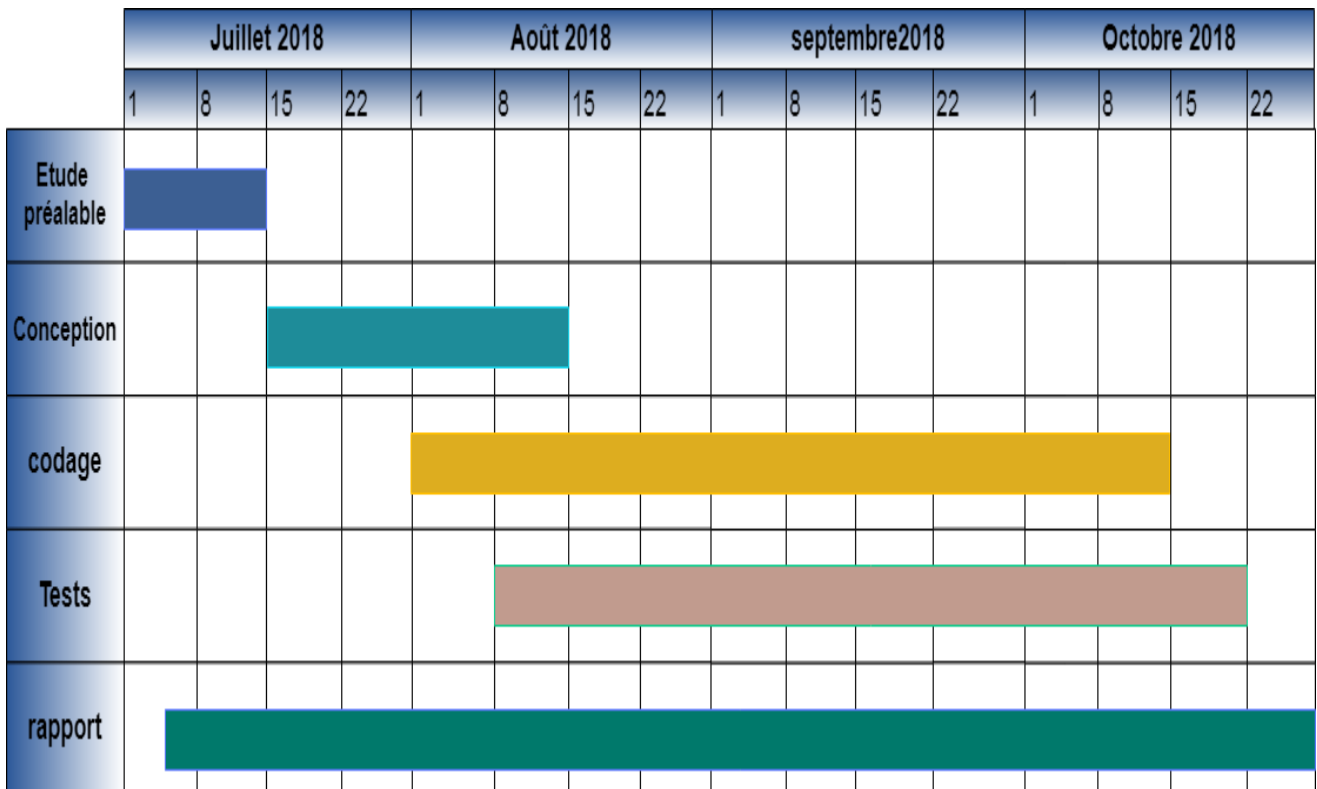 Juillet 2018 Août 2018 septembre2018 Octobre 2018
1 8 15 22 1 8 15 22 1 8 15 22 1 8 15 22
Etude
préalable
Conception
codage
Tests
rapport